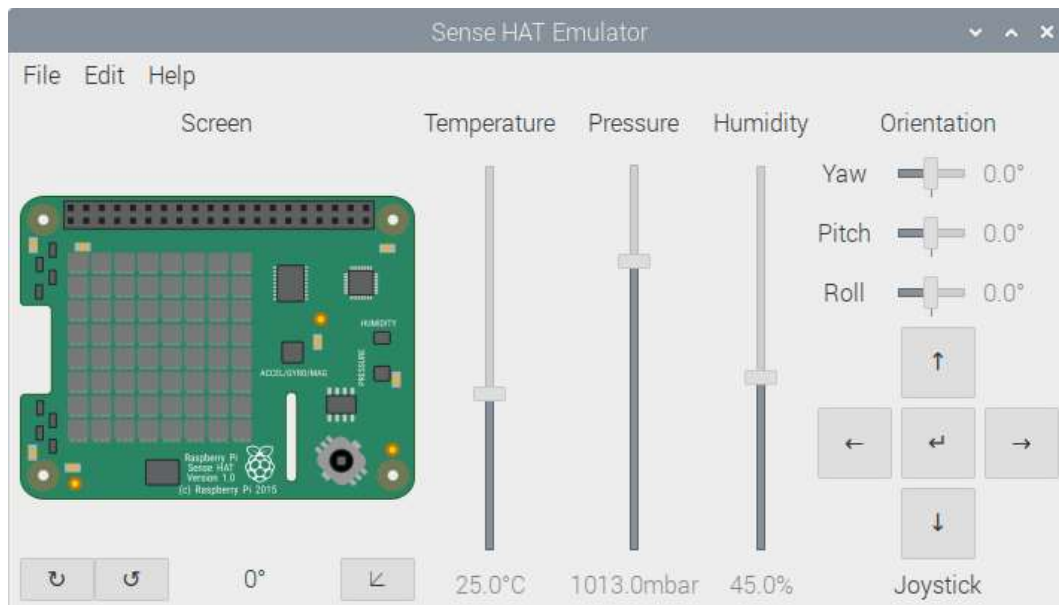 Sense HAT Emulator
File Edit Help
Screen
Temperature
Pressure
Humidity
Orientation
Yaw 0.0°
Pitch 0.0°
Roll 0.0°
HUMIDITY
PRESSURE
ACCEL/GYRO/MAG
Raspberry Pi
Sense HAT
Version 1.0
(c) Raspberry Pi 2015
↑
← ↵ →
↓
↻ ↺ 0°
25.0°C
1013.0mbar
45.0%
Joystick